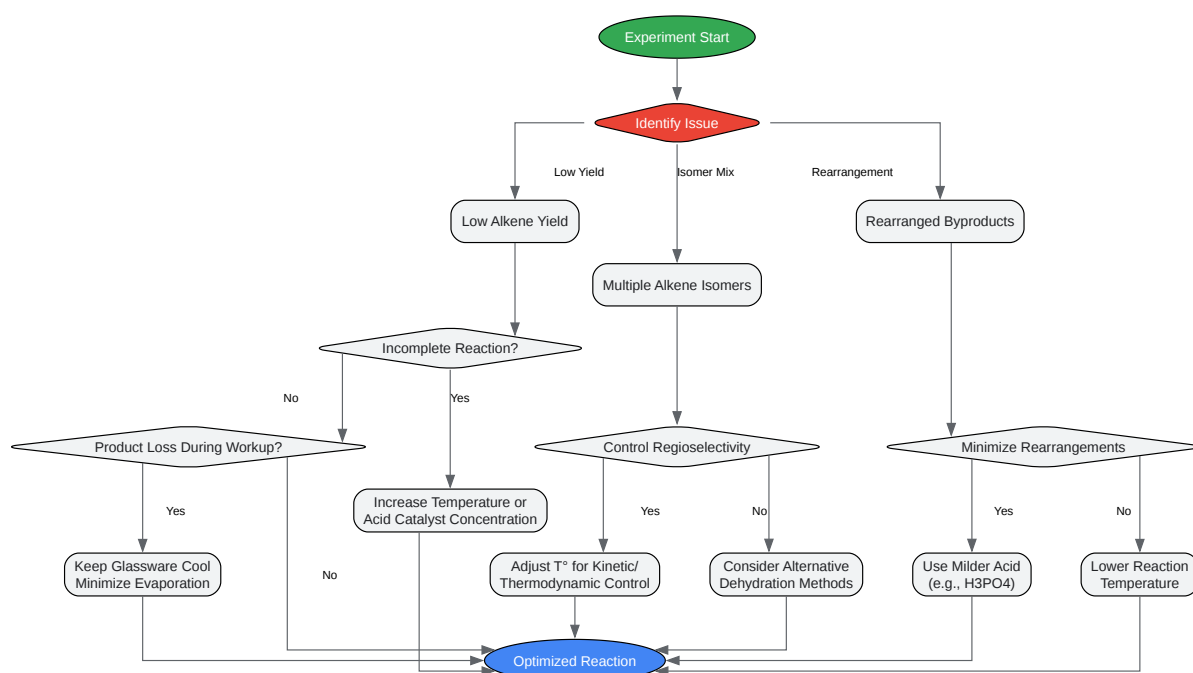 Experiment Start
Identify Issue
Low Yield
Isomer Mix
Rearrangement
Low Alkene Yield
Rearranged Byproducts
Multiple Alkene Isomers
Incomplete Reaction?
No
Yes
Product Loss During Workup?
Control Regioselectivity
Minimize Rearrangements
Increase Temperature or
Acid Catalyst Concentration
Yes
Yes
No
Yes
No
Keep Glassware Cool
Minimize Evaporation
No
Adjust T° for Kinetic/
Thermodynamic Control
Consider Alternative
Dehydration Methods
Use Milder Acid
(e.g., H3PO4)
Lower Reaction
Temperature
Optimized Reaction